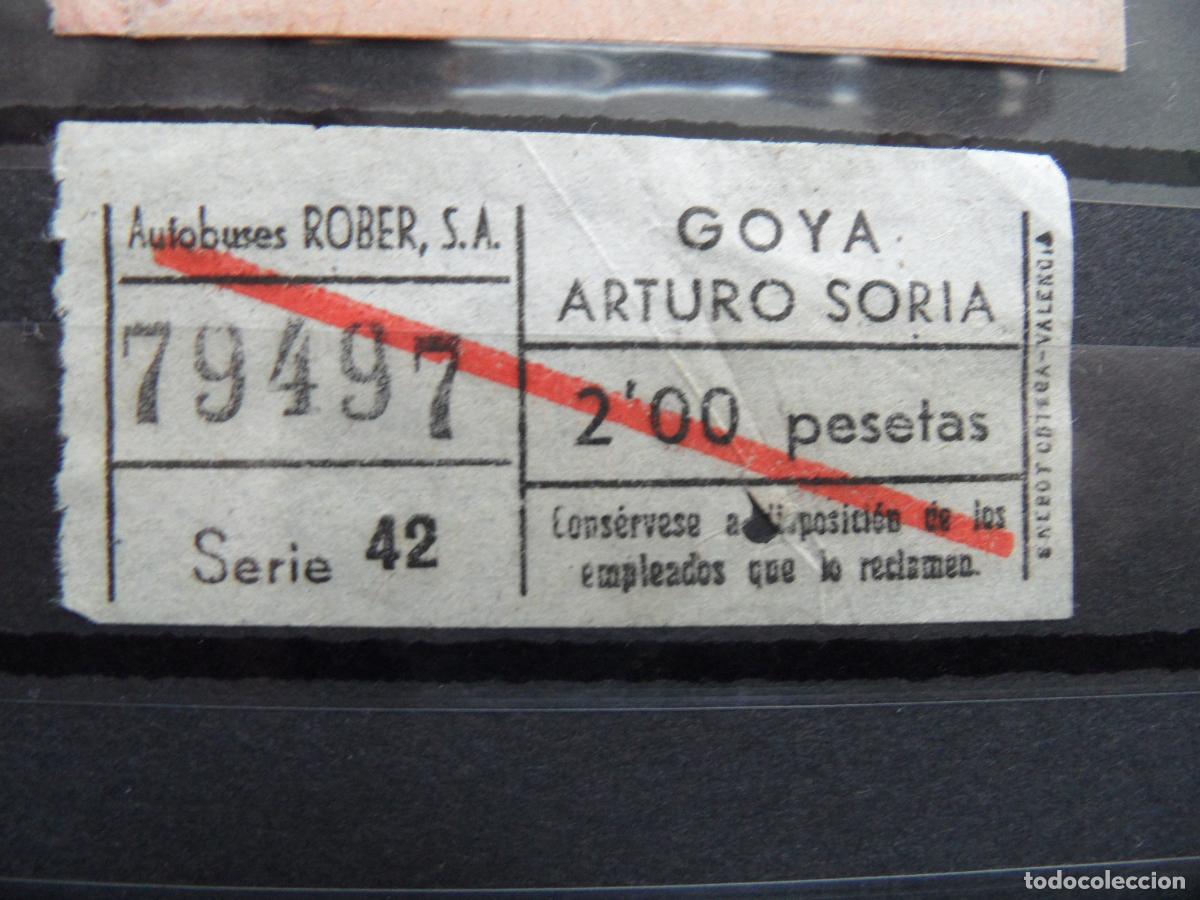 Autobuses ROBER, S.A.
79497
Serie 42
GOYA
ARTURO SORIA
2'00 pesetas
Consérvese a disposición de los
empleados que lo reclamen.
VALENCIA
todocoleccion